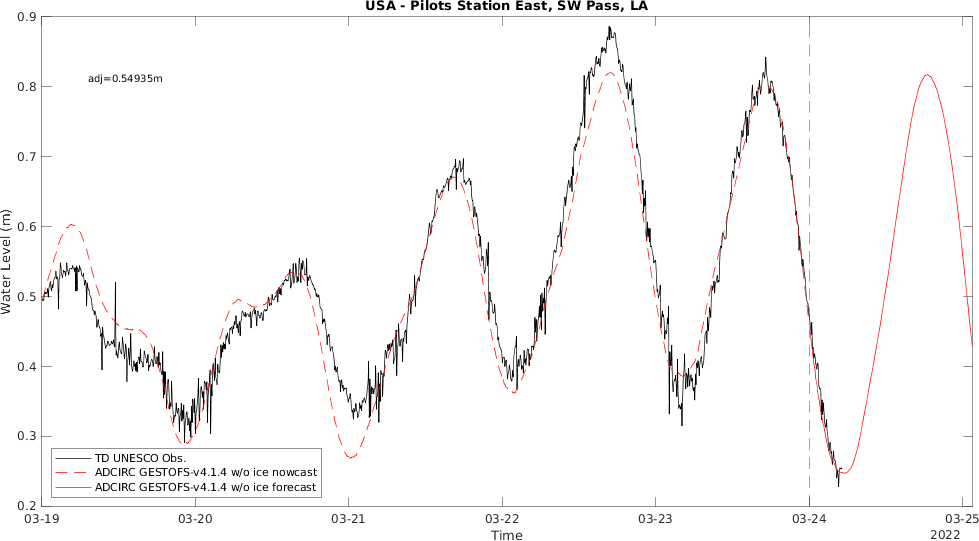 USA - Pilots Station East, SW Pass, LA
0.9
adj=0.54935m
0.8
0.7
0.6
0.5
0.4
0.3
0.2
Water Level (m)
TD UNESCO Obs.
ADCIRC GESTOFS-v4.1.4 w/o ice nowcast
ADCIRC GESTOFS-v4.1.4 w/o ice forecast
03-19 03-20 03-21 03-22 03-23 03-24 03-25
Time
2022